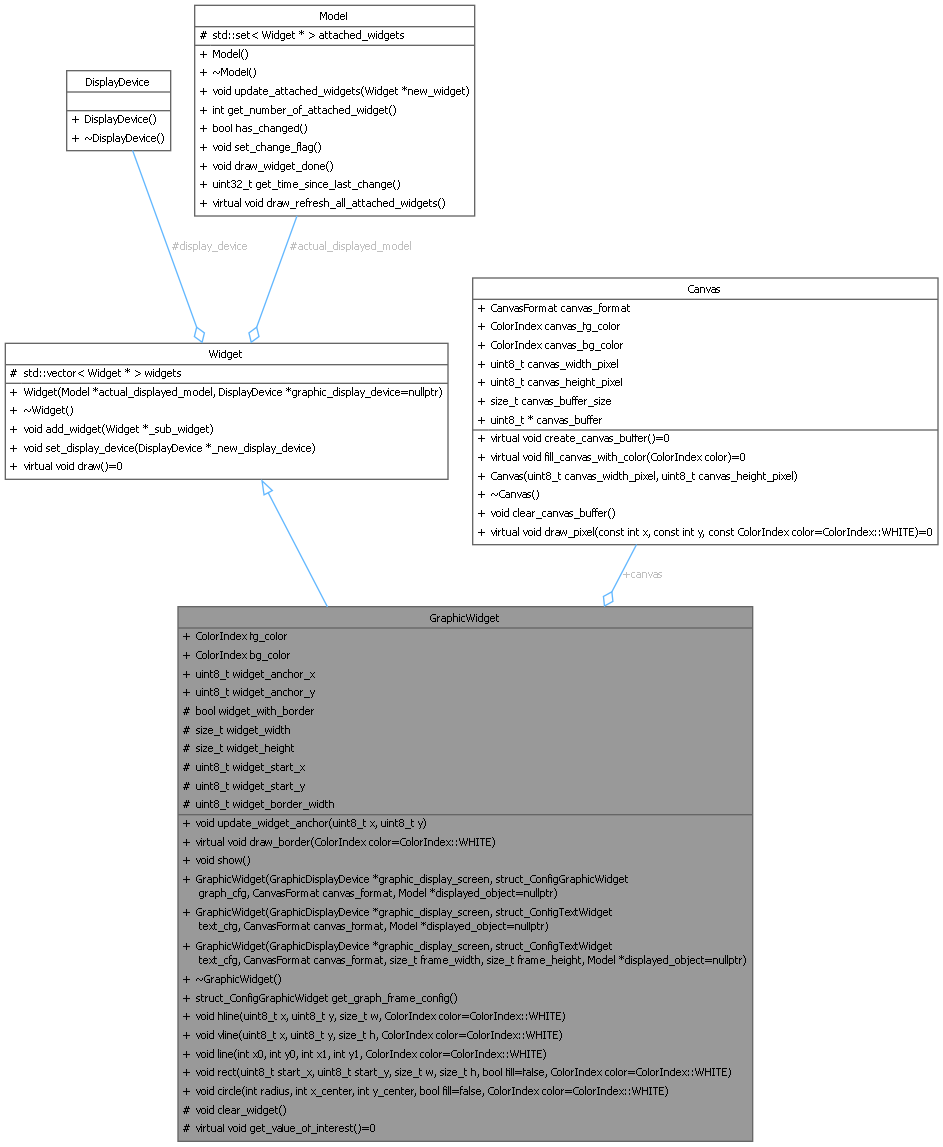 Model
# std::set< Widget * > attached_widgets
+ Model()
+ ~Model()
+ void update_attached_widgets(Widget *new_widget)
+ int get_number_of_attached_widget()
+ bool has_changed()
+ void set_change_flag()
+ void draw_widget_done()
+ uint32_t get_time_since_last_change()
+ virtual void draw_refresh_all_attached_widgets()
DisplayDevice
+ DisplayDevice()
+ ~DisplayDevice()
#display_device
#actual_displayed_model
Widget
# std::vector< Widget * > widgets
+ Widget(Model *actual_displayed_model, DisplayDevice *graphic_display_device=nullptr)
+ ~Widget()
+ void add_widget(Widget *_sub_widget)
+ void set_display_device(DisplayDevice *_new_display_device)
+ virtual void draw()=0
Canvas
+ CanvasFormat canvas_format
+ ColorIndex canvas_fg_color
+ ColorIndex canvas_bg_color
+ uint8_t canvas_width_pixel
+ uint8_t canvas_height_pixel
+ size_t canvas_buffer_size
+ uint8_t * canvas_buffer
+ virtual void create_canvas_buffer()=0
+ virtual void fill_canvas_with_color(ColorIndex color)=0
+ Canvas(uint8_t canvas_width_pixel, uint8_t canvas_height_pixel)
+ ~Canvas()
+ void clear_canvas_buffer()
+ virtual void draw_pixel(const int x, const int y, const ColorIndex color=ColorIndex::WHITE)=0
+canvas
GraphicWidget
+ ColorIndex fg_color
+ ColorIndex bg_color
+ uint8_t widget_anchor_x
+ uint8_t widget_anchor_y
# bool widget_with_border
# size_t widget_width
# size_t widget_height
# uint8_t widget_start_x
# uint8_t widget_start_y
# uint8_t widget_border_width
+ void update_widget_anchor(uint8_t x, uint8_t y)
+ virtual void draw_border(ColorIndex color=ColorIndex::WHITE)
+ void show()
+ GraphicWidget(GraphicDisplayDevice *graphic_display_screen, struct_ConfigGraphicWidget
graph_cfg, CanvasFormat canvas_format, Model *displayed_object=nullptr)
+ GraphicWidget(GraphicDisplayDevice *graphic_display_screen, struct_ConfigTextWidget
text_cfg, CanvasFormat canvas_format, Model *displayed_object=nullptr)
+ GraphicWidget(GraphicDisplayDevice *graphic_display_screen, struct_ConfigTextWidget
text_cfg, CanvasFormat canvas_format, size_t frame_width, size_t frame_height, Model *displayed_object=nullptr)
+ ~GraphicWidget()
+ struct_ConfigGraphicWidget get_graph_frame_config()
+ void hline(uint8_t x, uint8_t y, size_t w, ColorIndex color=ColorIndex::WHITE)
+ void vline(uint8_t x, uint8_t y, size_t h, ColorIndex color=ColorIndex::WHITE)
+ void line(int x0, int y0, int x1, int y1, ColorIndex color=ColorIndex::WHITE)
+ void rect(uint8_t start_x, uint8_t start_y, size_t w, size_t h, bool fill=false, ColorIndex color=ColorIndex::WHITE)
+ void circle(int radius, int x_center, int y_center, bool fill=false, ColorIndex color=ColorIndex::WHITE)
# void clear_widget()
# virtual void get_value_of_interest()=0